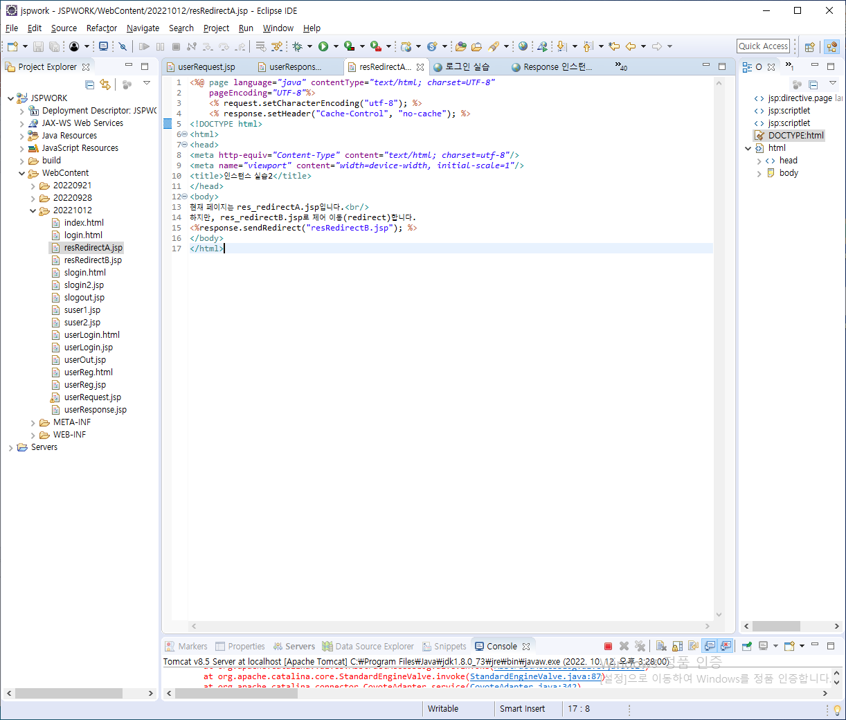 jspwork - JSPWORK/WebContent/20221012/resRedirectA.jsp - Eclipse IDE
File Edit Source Refactor Navigate Search Project Run Window Help
Quick Access
Project Explorer
JSPWORK
Deployment Descriptor: JSPWC
JAX-WS Web Services
Java Resources
JavaScript Resources
build
WebContent
20220921
20220928
20221012
index.html
login.html
resRedirectA.jsp
resRedirectB.jsp
slogin.html
slogin2.jsp
slogout.jsp
suser1.jsp
suser2.jsp
userLogin.html
userLogin.jsp
userOut.jsp
userReg.html
userReg.jsp
userRequest.jsp
userResponse.jsp
META-INF
WEB-INF
Servers
userRequest.jsp userRespons... resRedirectA... 로그인 실습 Response 인스턴... »40
1 <%@ page language="java" contentType="text/html; charset=UTF-8"
2 pageEncoding="UTF-8"%>
3 <% request.setCharacterEncoding("utf-8"); %>
4 <% response.setHeader("Cache-Control", "no-cache"); %>
5 <!DOCTYPE html>
6 <html>
7 <head>
8 <meta http-equiv="Content-Type" content="text/html; charset=utf-8"/>
9 <meta name="viewport" content="width=device-width, initial-scale=1"/>
10 <title>인스턴스 실습2</title>
11 </head>
12 <body>
13 현재 페이지는 res_redirectA.jsp입니다.<br/>
14 하지만, res_redirectB.jsp로 제어 이동(redirect)합니다.
15 <%response.sendRedirect("resRedirectB.jsp"); %>
16 </body>
17 </html>
O »1
jsp:directive.page lan
jsp:scriptlet
jsp:scriptlet
DOCTYPE:html
html
head
body
Markers Properties Servers Data Source Explorer Snippets Console
Tomcat v8.5 Server at localhost [Apache Tomcat] C:₩Program Files₩Java₩jdk1.8.0_73₩jre₩bin₩javaw.exe (2022. 10. 12. 오후 3:28:00)
정품 인증
at org.apache.catalina.core.StandardEngineValve.invoke(StandardEngineValve.java:87)
[설정]으로 이동하여 Windows를 정품 인증합니다.
at org.apache.catalina.connector.CoyoteAdapter.service(CoyoteAdapter.java:342)
Writable Smart Insert 17 : 8